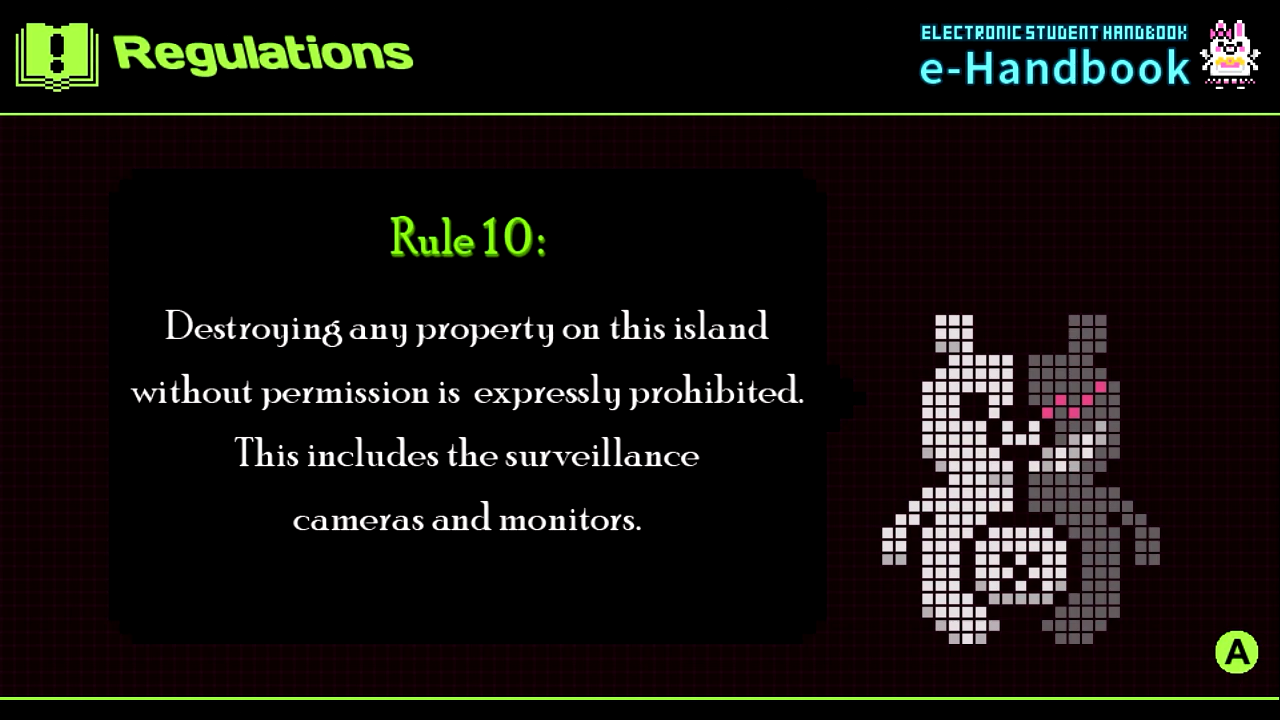 Regulations
ELECTRONIC STUDENT HANDBOOK
e-Handbook
Rule 10:
Destroying any property on this island
without permission is expressly prohibited.
This includes the surveillance
cameras and monitors.
A